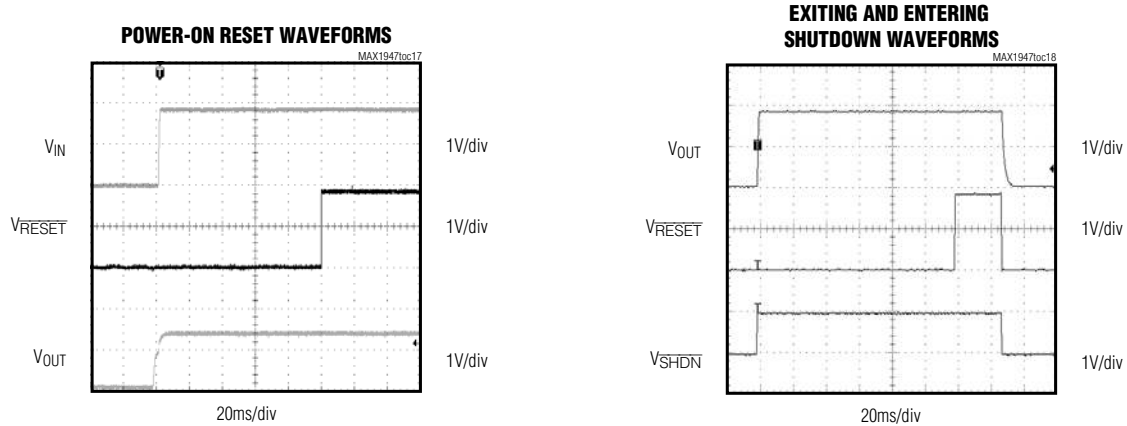 POWER-ON RESET WAVEFORMS
MAX1947toc17
VIN
1V/div
VRESET
1V/div
VOUT
1V/div
20ms/div
EXITING AND ENTERING
SHUTDOWN WAVEFORMS
MAX1947toc18
VOUT
1V/div
VRESET
1V/div
VSHDN
1V/div
20ms/div